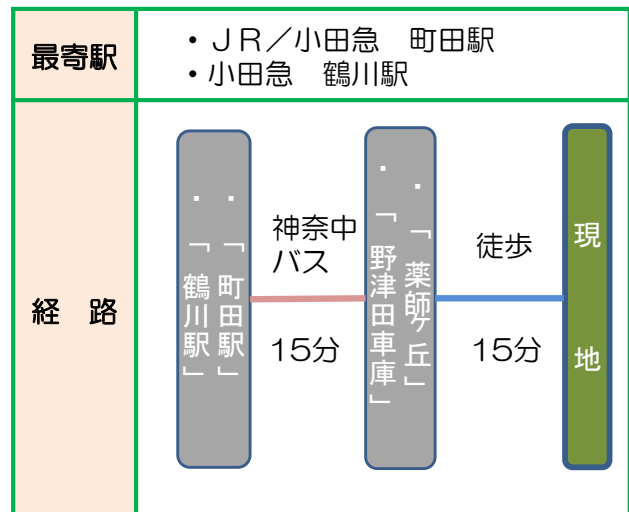 最寄駅
・ＪＲ／小田急　町田駅
・小田急　鶴川駅
経　路
・「町田駅」
・「鶴川駅」
神奈中
バス
15分
・「薬師ヶ丘」
・「野津田車庫」
徒歩
15分
現　地